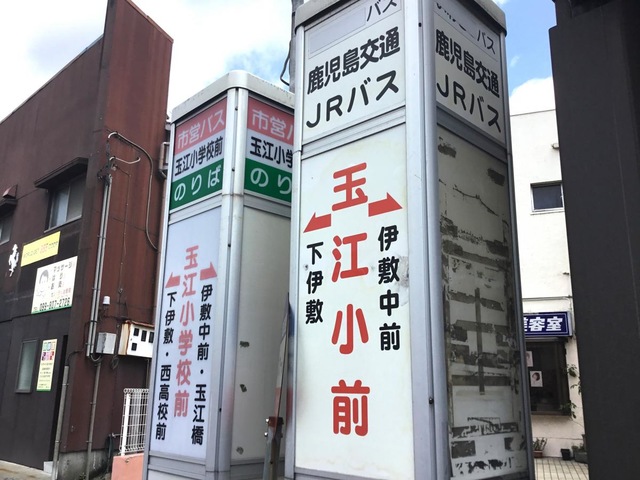 市営バス
玉江小学校前
のりば
玉江小学校前
下伊敷・西高校前
伊敷中前・玉江橋
市営バス
玉江小
のり
バス
鹿児島交通
JRバス
玉江小前
下伊敷
伊敷中前
バス
鹿児島交通
JRバス
美容室